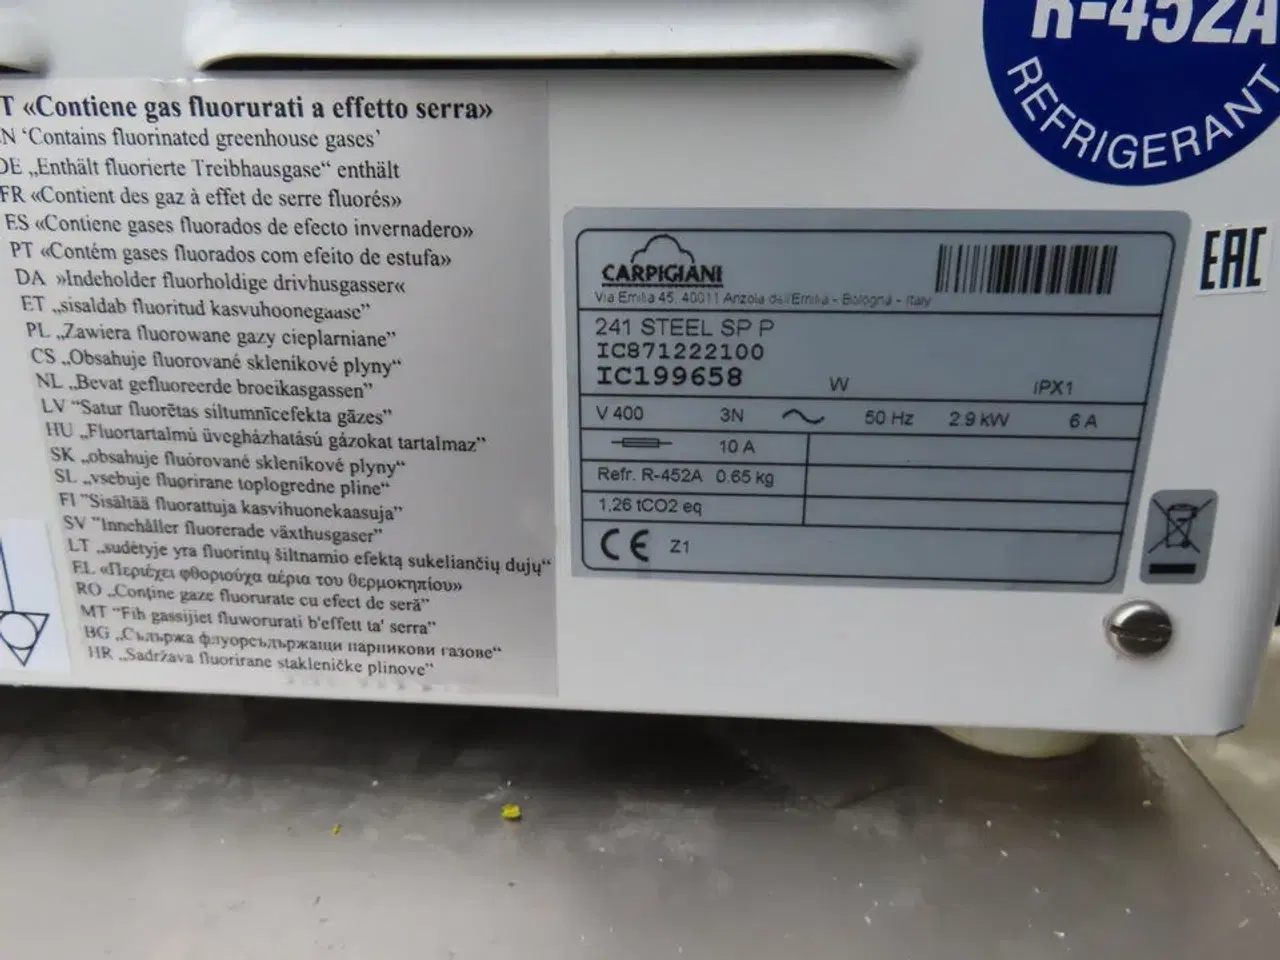 R-452A
REFRIGERANT
T «Contiene gas fluorurati a effetto serra»
EN ‘Contains fluorinated greenhouse gases’
DE „Enthält fluorierte Treibhausgase“ enthält
FR «Contient des gaz à effet de serre fluorés»
ES «Contiene gases fluorados de efecto invernadero»
PT «Contém gases fluorados com efeito de estufa»
DA »Indeholder fluorholdige drivhusgasser«
ET „sisaldab fluoritud kasvuhoonegaase”
PL „Zawiera fluorowane gazy cieplarniane”
CS „Obsahuje fluorované skleníkové plyny“
NL „Bevat gefluoreerde broeikasgassen”
LV “Satur fluorētas siltumnīcefekta gāzes”
HU „Fluortartalmú üvegházhatású gázokat tartalmaz”
SK „obsahuje fluórované skleníkové plyny“
SL „vsebuje fluorirane toplogredne pline“
FI ”Sisältää fluorattuja kasvihuonekaasuja”
SV ”Innehåller fluorerade växthusgaser”
LT „sudėtyje yra fluorintų šiltnamio efektą sukeliančių dujų“
EL «Περιέχει φθοριούχα αέρια του θερμοκηπίου»
RO „Conține gaze fluorurate cu efect de seră”
MT “Fih gassijiet fluworurati b'effett ta' serra”
BG „Съдържа флуорсъдържащи парникови газове“
HR „Sadržava fluorirane stakleničke plinove”
CARPIGIANI
Via Emilia 45, 40011 Anzola dell'Emilia - Bologna - Italy
241 STEEL SP P
IC871222100
IC199658 W IPX1
V 400 3N 50 Hz 2.9 kW 6 A
10 A
Refr. R-452A 0.65 kg
1,26 tCO2 eq
CE Z1
EAC